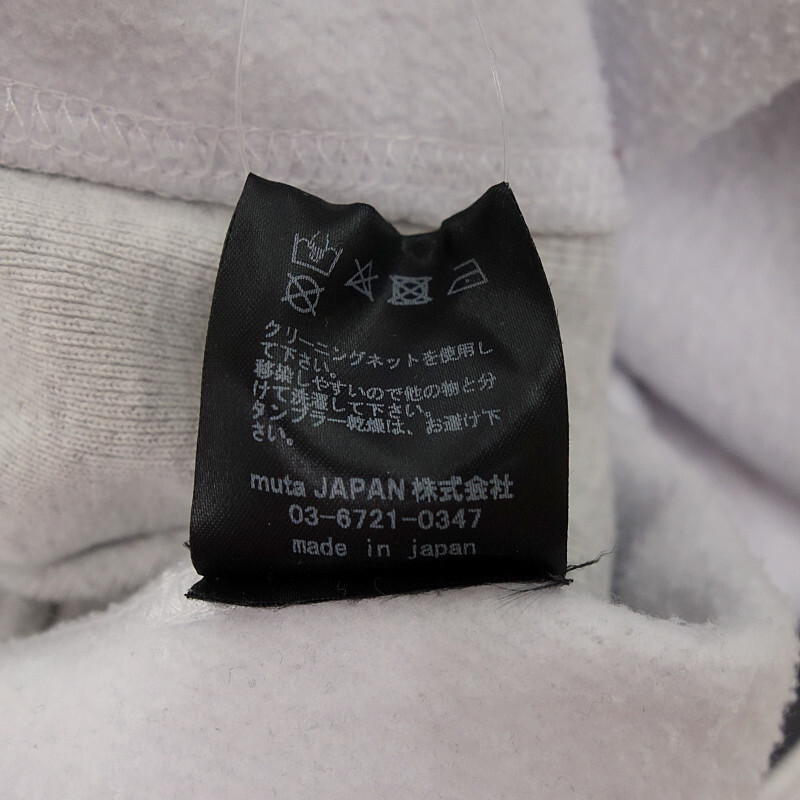 クリーニングネットを使用し
て下さい。
移染しやすいので他の物と分
けて洗濯して下さい。
タンブラー乾燥は、お避け下
さい。
muta JAPAN 株式会社
03-6721-0347
made in japan